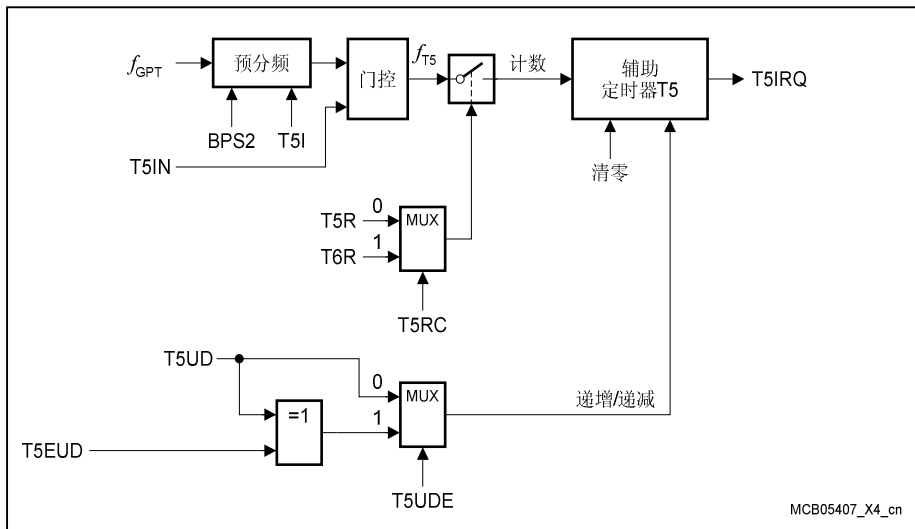 fGPT
预分频
BPS2
T5I
T5IN
门控
fT5
计数
辅助
定时器T5
T5IRQ
清零
T5R
0
T6R
1
MUX
T5RC
T5UD
T5EUD
=1
0
1
MUX
T5UDE
递增/递减
MCB05407_X4_cn